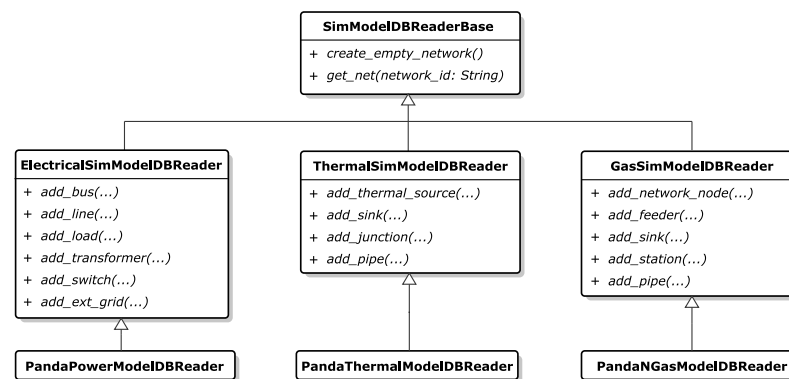 SimModelDBReaderBase
+ create_empty_network()
+ get_net(network_id: String)
ElectricalSimModelDBReader
+ add_bus(...)
+ add_line(...)
+ add_load(...)
+ add_transformer(...)
+ add_switch(...)
+ add_ext_grid(...)
ThermalSimModelDBReader
+ add_thermal_source(...)
+ add_sink(...)
+ add_junction(...)
+ add_pipe(...)
GasSimModelDBReader
+ add_network_node(...)
+ add_feeder(...)
+ add_sink(...)
+ add_station(...)
+ add_pipe(...)
PandaPowerModelDBReader
PandaThermalModelDBReader
PandaNGasModelDBReader